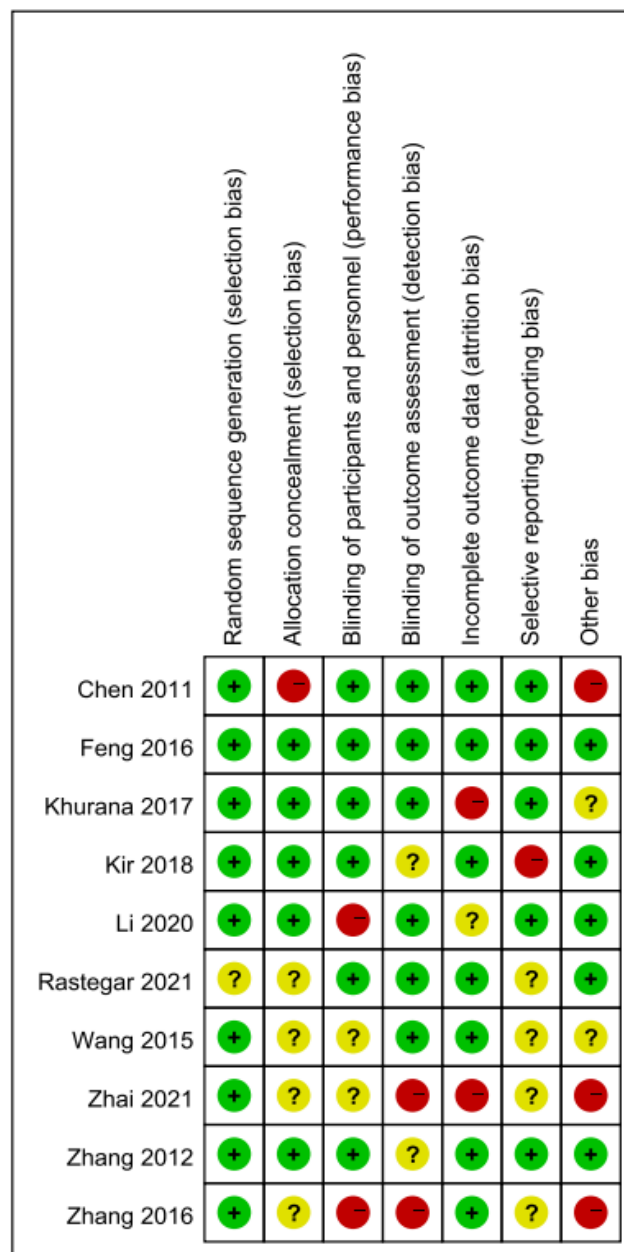 Random sequence generation (selection bias)
Allocation concealment (selection bias)
Blinding of participants and personnel (performance bias)
Blinding of outcome assessment (detection bias)
Incomplete outcome data (attrition bias)
Selective reporting (reporting bias)
Other bias
Chen 2011 + - + + + + -
Feng 2016 + + + + + + +
Khurana 2017 + + + + - + ?
Kir 2018 + + + ? + - +
Li 2020 + + - + ? + +
Rastegar 2021 ? ? + + + ? +
Wang 2015 + ? ? + + ? ?
Zhai 2021 + ? ? - - ? -
Zhang 2012 + + + ? + + +
Zhang 2016 + ? - - + ? -